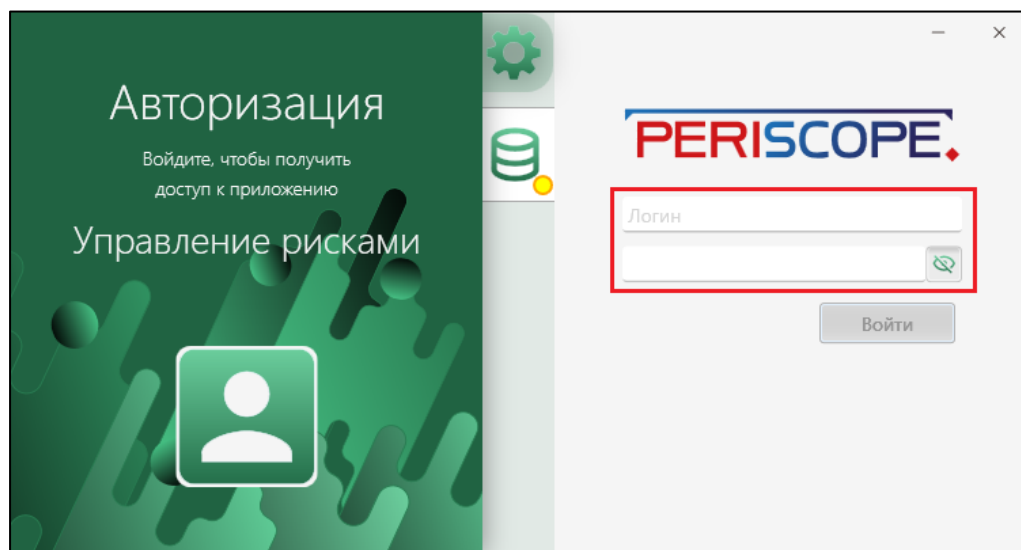 Авторизация
Войдите, чтобы получить
доступ к приложению
Управление рисками
PERISCOPE.
Логин
Войти